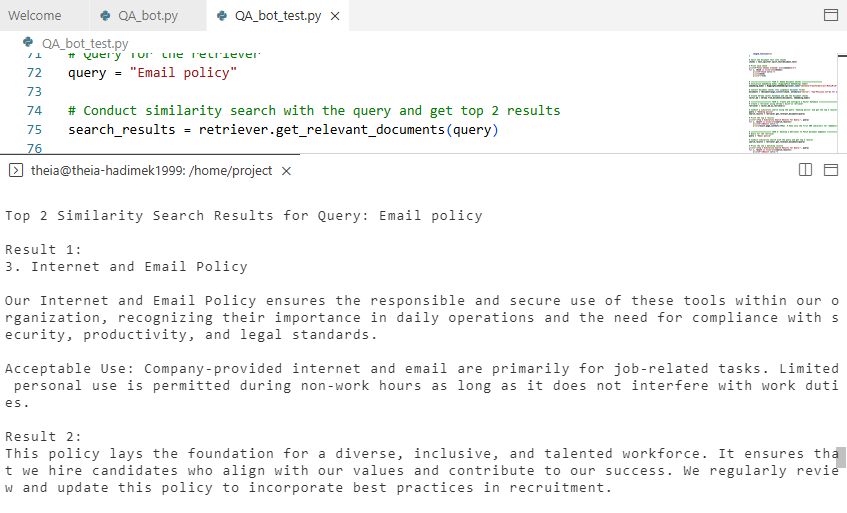 Welcome QA_bot.py QA_bot_test.py ×
QA_bot_test.py
71 # Query for the retriever
72 query = "Email policy"
73
74 # Conduct similarity search with the query and get top 2 results
75 search_results = retriever.get_relevant_documents(query)
76
theia@theia-hadimek1999: /home/project ×
Top 2 Similarity Search Results for Query: Email policy
Result 1:
3. Internet and Email Policy
Our Internet and Email Policy ensures the responsible and secure use of these tools within our o
rganization, recognizing their importance in daily operations and the need for compliance with s
ecurity, productivity, and legal standards.
Acceptable Use: Company-provided internet and email are primarily for job-related tasks. Limited
 personal use is permitted during non-work hours as long as it does not interfere with work duti
es.
Result 2:
This policy lays the foundation for a diverse, inclusive, and talented workforce. It ensures tha
t we hire candidates who align with our values and contribute to our success. We regularly revie
w and update this policy to incorporate best practices in recruitment.